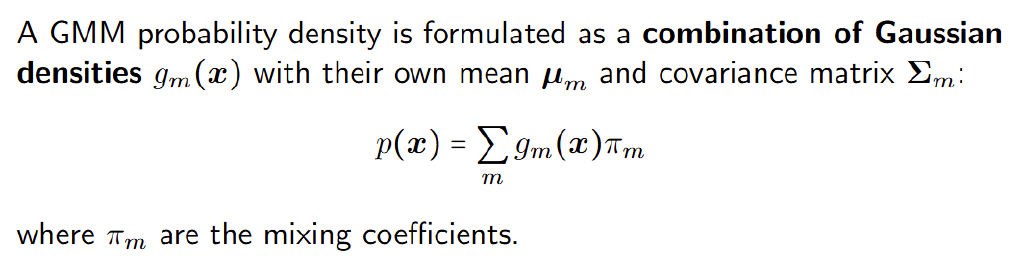 A GMM probability density is formulated as a combination of Gaussian
densities gₘ(𝒙) with their own mean 𝝁ₘ and covariance matrix 𝚺ₘ:
p(𝒙) = ∑ₘ gₘ(𝒙)πₘ
where πₘ are the mixing coefficients.